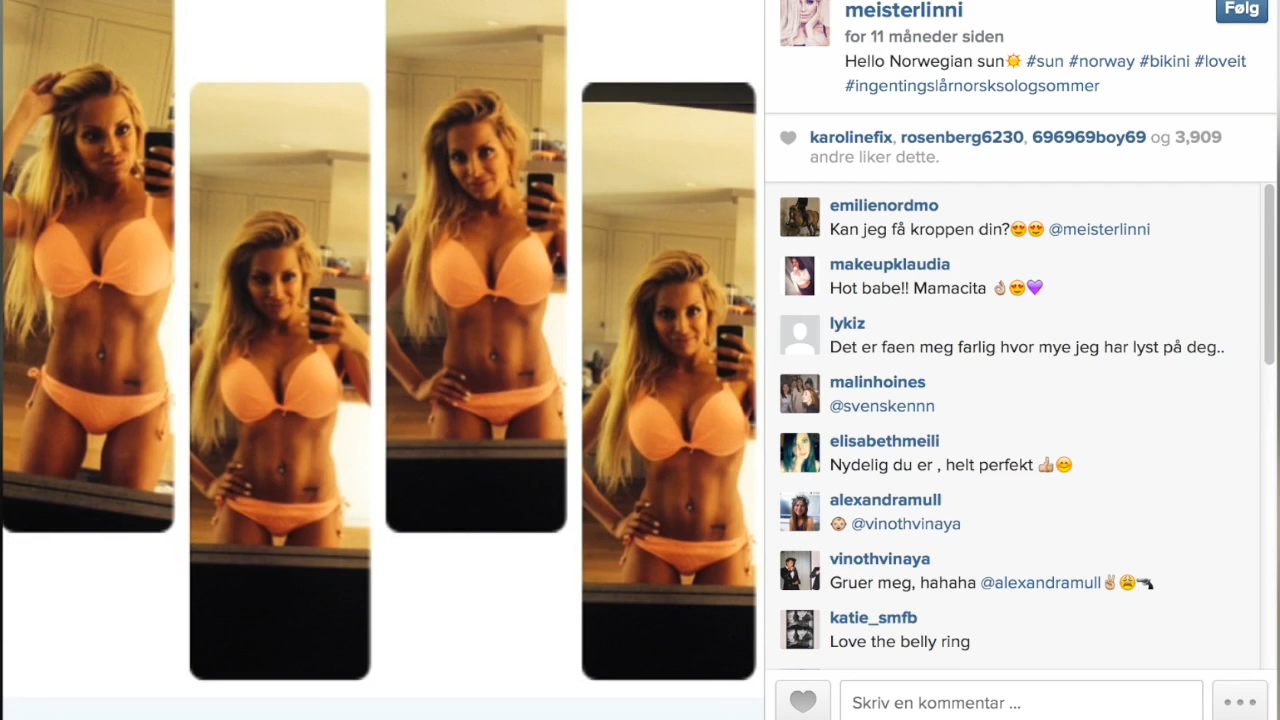 meisterlinni
Følg
for 11 måneder siden
Hello Norwegian sun☀️ #sun #norway #bikini #loveit
#ingentingslårnorsksologsommer
karolinefix, rosenberg6230, 696969boy69 og 3,909
andre liker dette.
emilienordmo
Kan jeg få kroppen din?😍😍 @meisterlinni
makeupklaudia
Hot babe!! Mamacita 👌😍💜
lykiz
Det er faen meg farlig hvor mye jeg har lyst på deg..
malinhoines
@svenskennn
elisabethmeili
Nydelig du er , helt perfekt 👍😊
alexandramull
🐵 @vinothvinaya
vinothvinaya
Gruer meg, hahaha @alexandramull✌️😩🔫
katie_smfb
Love the belly ring
Skriv en kommentar ...